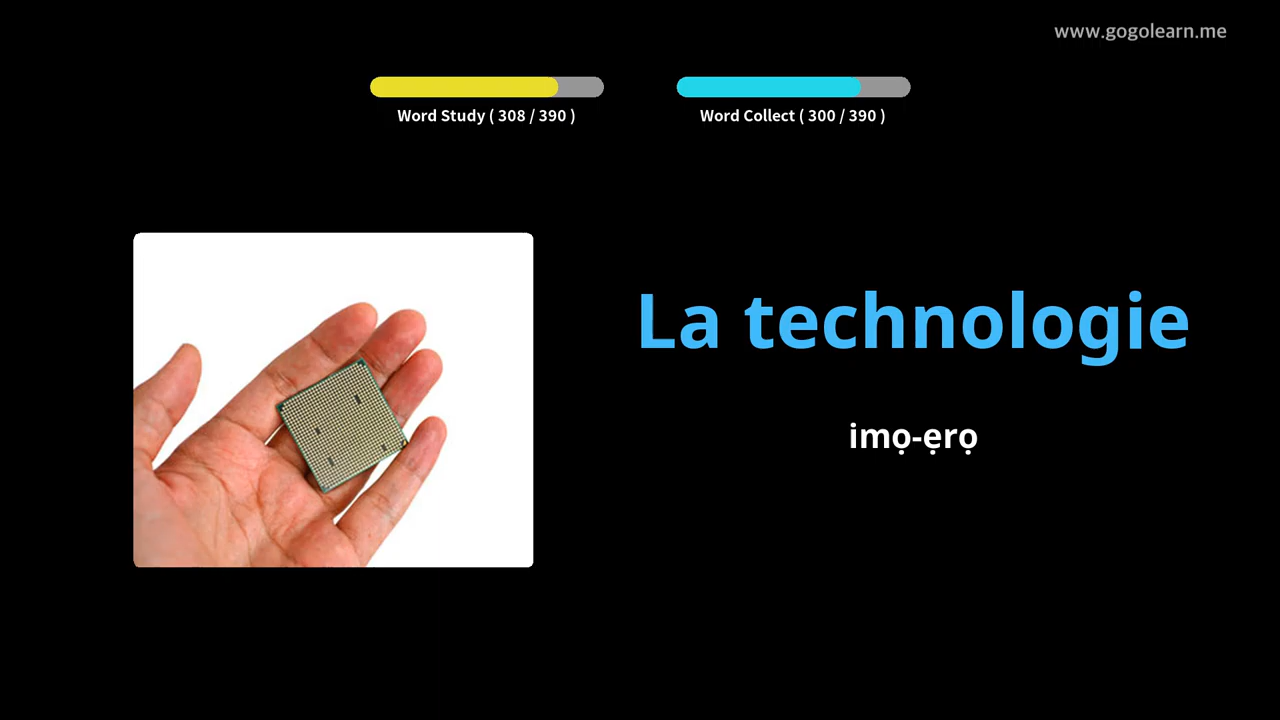 www.gogolearn.me
Word Study ( 308 / 390 )
Word Collect ( 300 / 390 )
La technologie
imọ-ẹrọ